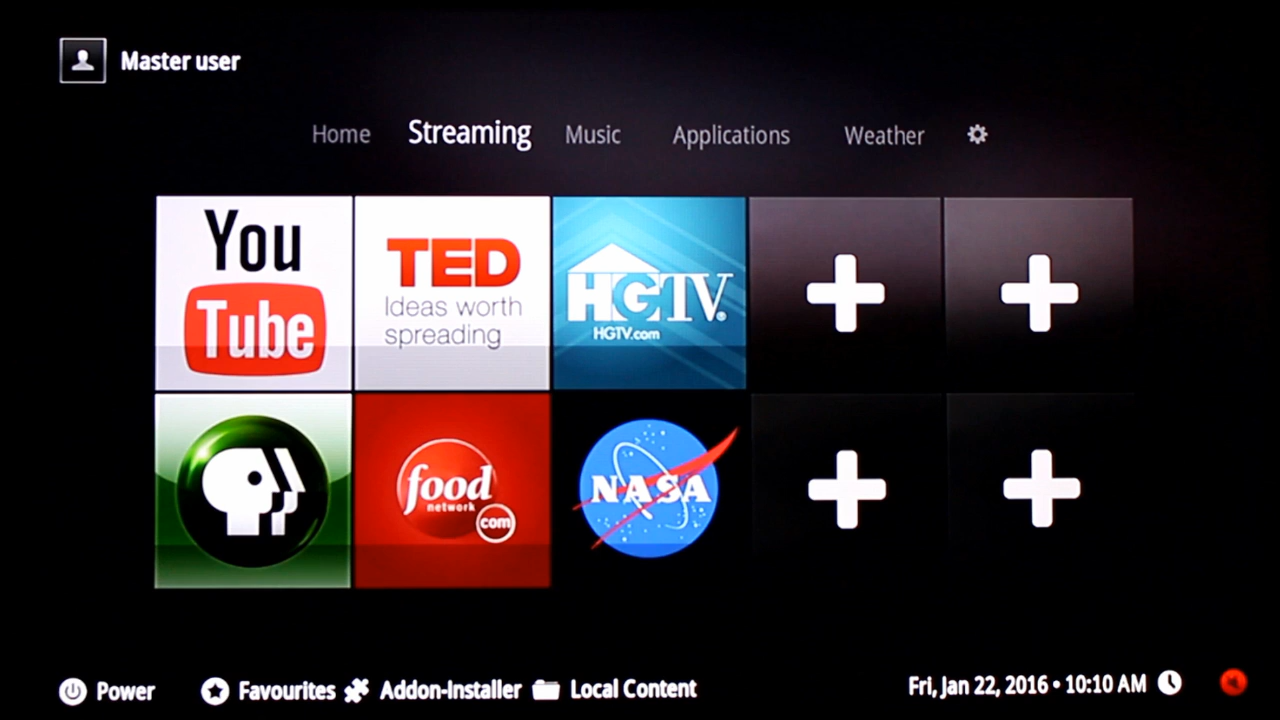 Master user
Home Streaming Music Applications Weather
You
Tube
TED
Ideas worth
spreading
HGTV®
HGTV.com
food
network
com
NASA
Power Favourites Addon-Installer Local Content
Fri, Jan 22, 2016 • 10:10 AM